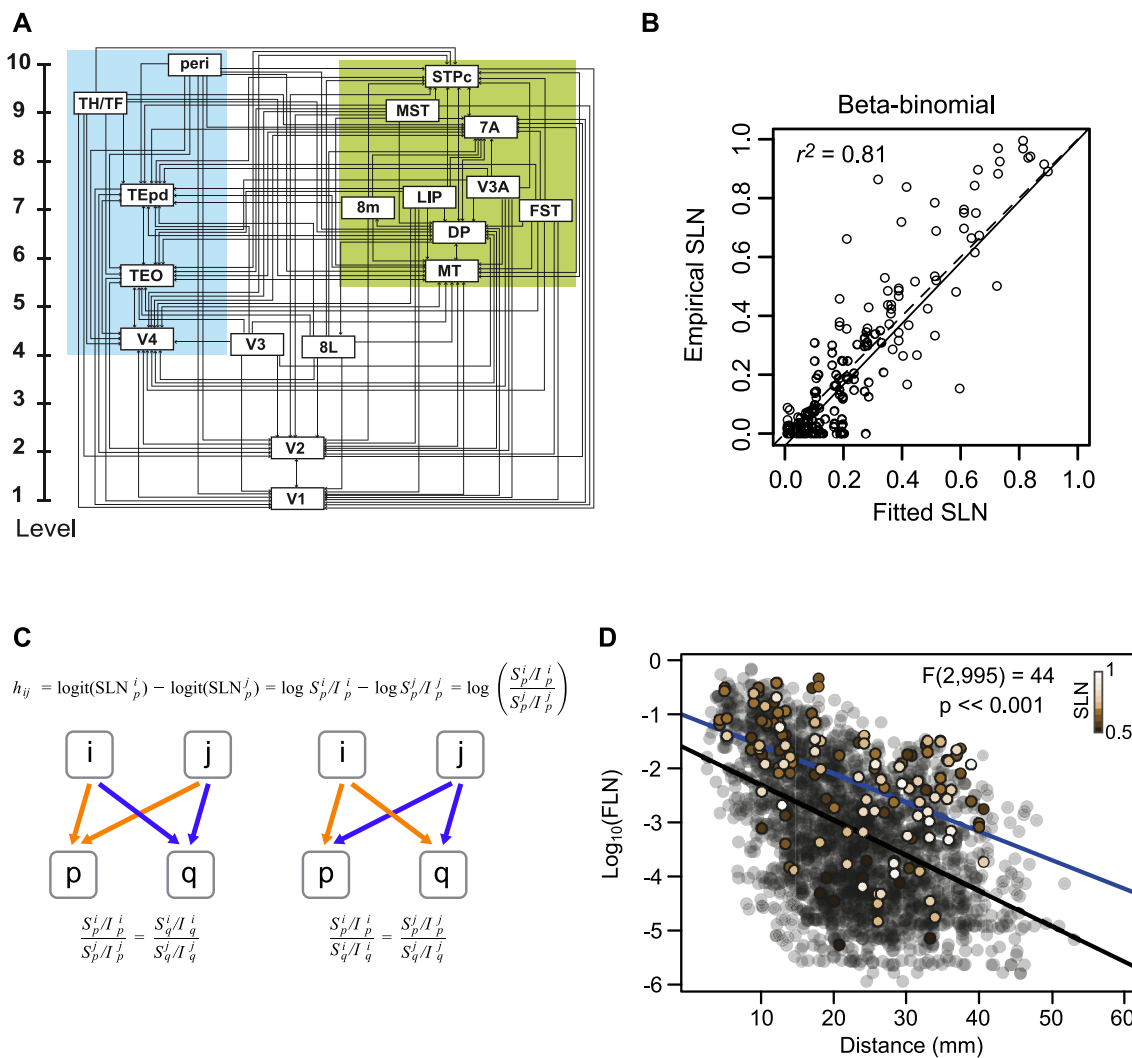 A
10
9
8
7
6
5
4
3
2
1
Level
peri
TH/TF
STPc
MST
7A
TEpd
LIP
V3A
8m
FST
DP
TEO
MT
V4
V3
8L
V2
V1
B
Beta-binomial
r² = 0.81
Empirical SLN
1.0
0.8
0.6
0.4
0.2
0.0
0.0 0.2 0.4 0.6 0.8 1.0
Fitted SLN
C
h_{ij} = logit(SLN^i_p) − logit(SLN^j_p) = log S^i_p/I^i_p − log S^j_p/I^j_p = log ( (S^i_p/I^i_p) / (S^j_p/I^j_p) )
i j i j
p q p q
(S^i_p/I^i_p) / (S^j_p/I^j_p) = (S^i_q/I^i_q) / (S^j_q/I^j_q)
(S^i_p/I^i_p) / (S^i_q/I^i_q) = (S^j_p/I^j_p) / (S^j_q/I^j_q)
D
F(2,995) = 44
p << 0.001
SLN
1
0.5
Log₁₀(FLN)
0
-1
-2
-3
-4
-5
-6
10 20 30 40 50 60
Distance (mm)